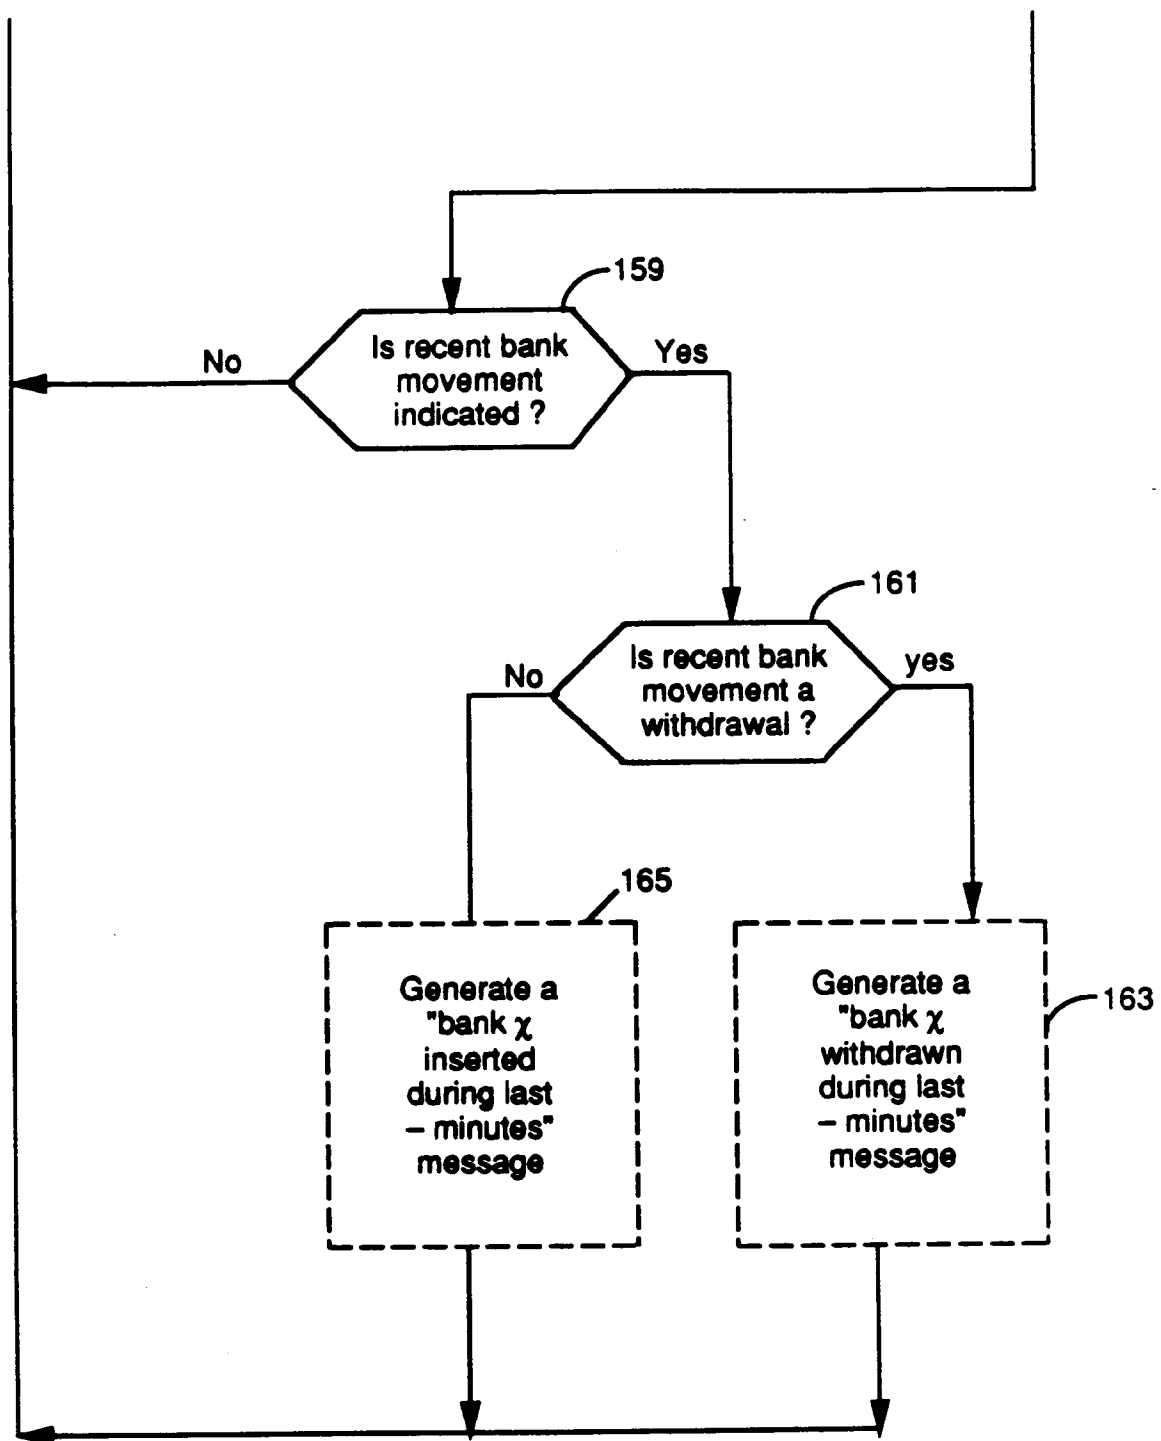 159
Is recent bank
movement
indicated ?
No
Yes
161
Is recent bank
movement a
withdrawal ?
No
yes
165
Generate a
"bank χ
inserted
during last
– minutes"
message
Generate a
"bank χ
withdrawn
during last
– minutes"
message
163